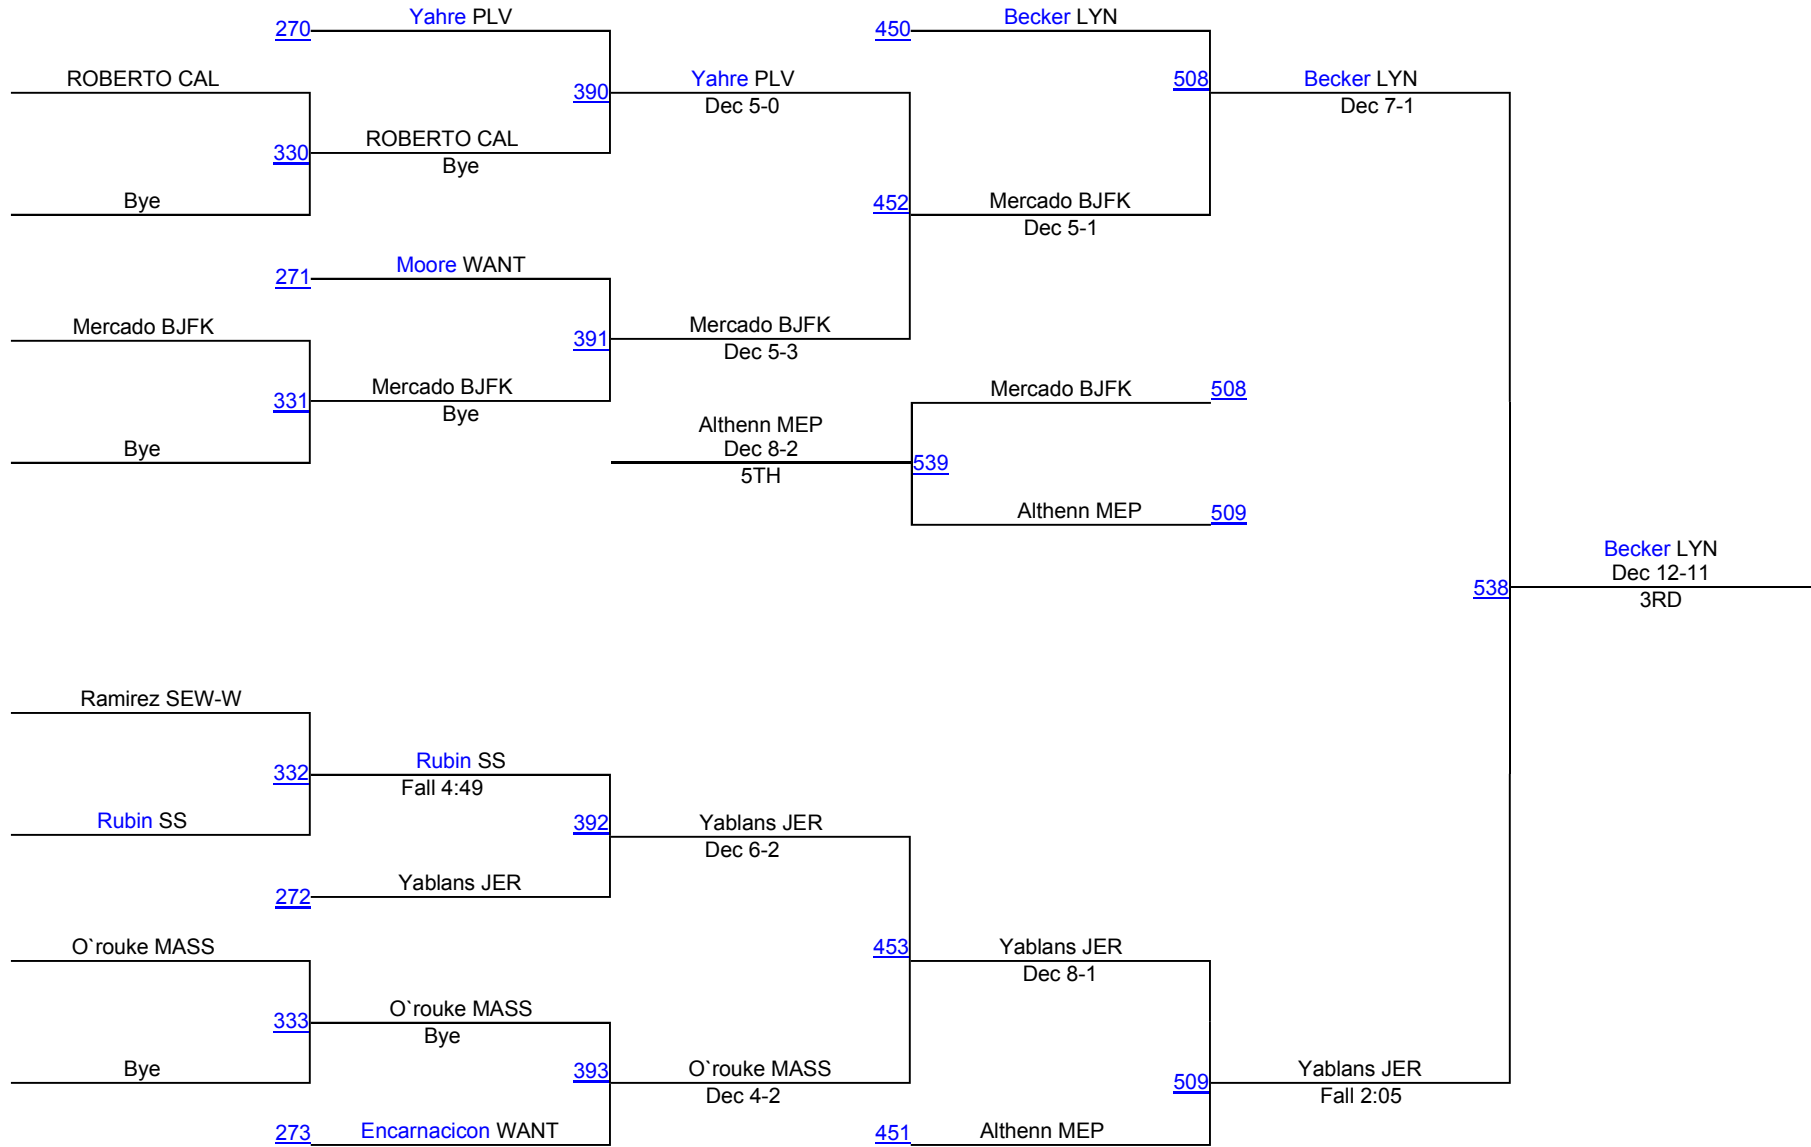 Yahre PLV
270
Becker LYN
450
ROBERTO CAL
390
Yahre PLV
Dec 5-0
508
Becker LYN
Dec 7-1
330
ROBERTO CAL
Bye
Bye
452
Mercado BJFK
Dec 5-1
271
Moore WANT
Mercado BJFK
391
Mercado BJFK
Dec 5-3
331
Mercado BJFK
Bye
Mercado BJFK
508
Bye
Althenn MEP
Dec 8-2
5TH
539
Althenn MEP
509
Becker LYN
Dec 12-11
3RD
538
Ramirez SEW-W
332
Rubin SS
Fall 4:49
Rubin SS
392
Yablans JER
Dec 6-2
272
Yablans JER
O`rouke MASS
453
Yablans JER
Dec 8-1
333
O`rouke MASS
Bye
Bye
393
O`rouke MASS
Dec 4-2
509
Yablans JER
Fall 2:05
273
Encarnacicon WANT
451
Althenn MEP